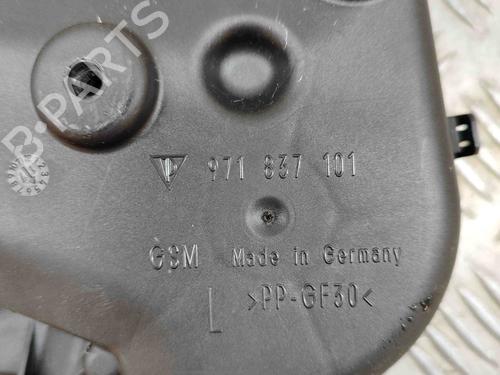 B-PARTS
971 837 101
GSM Made in Germany
L >PP-GF30<